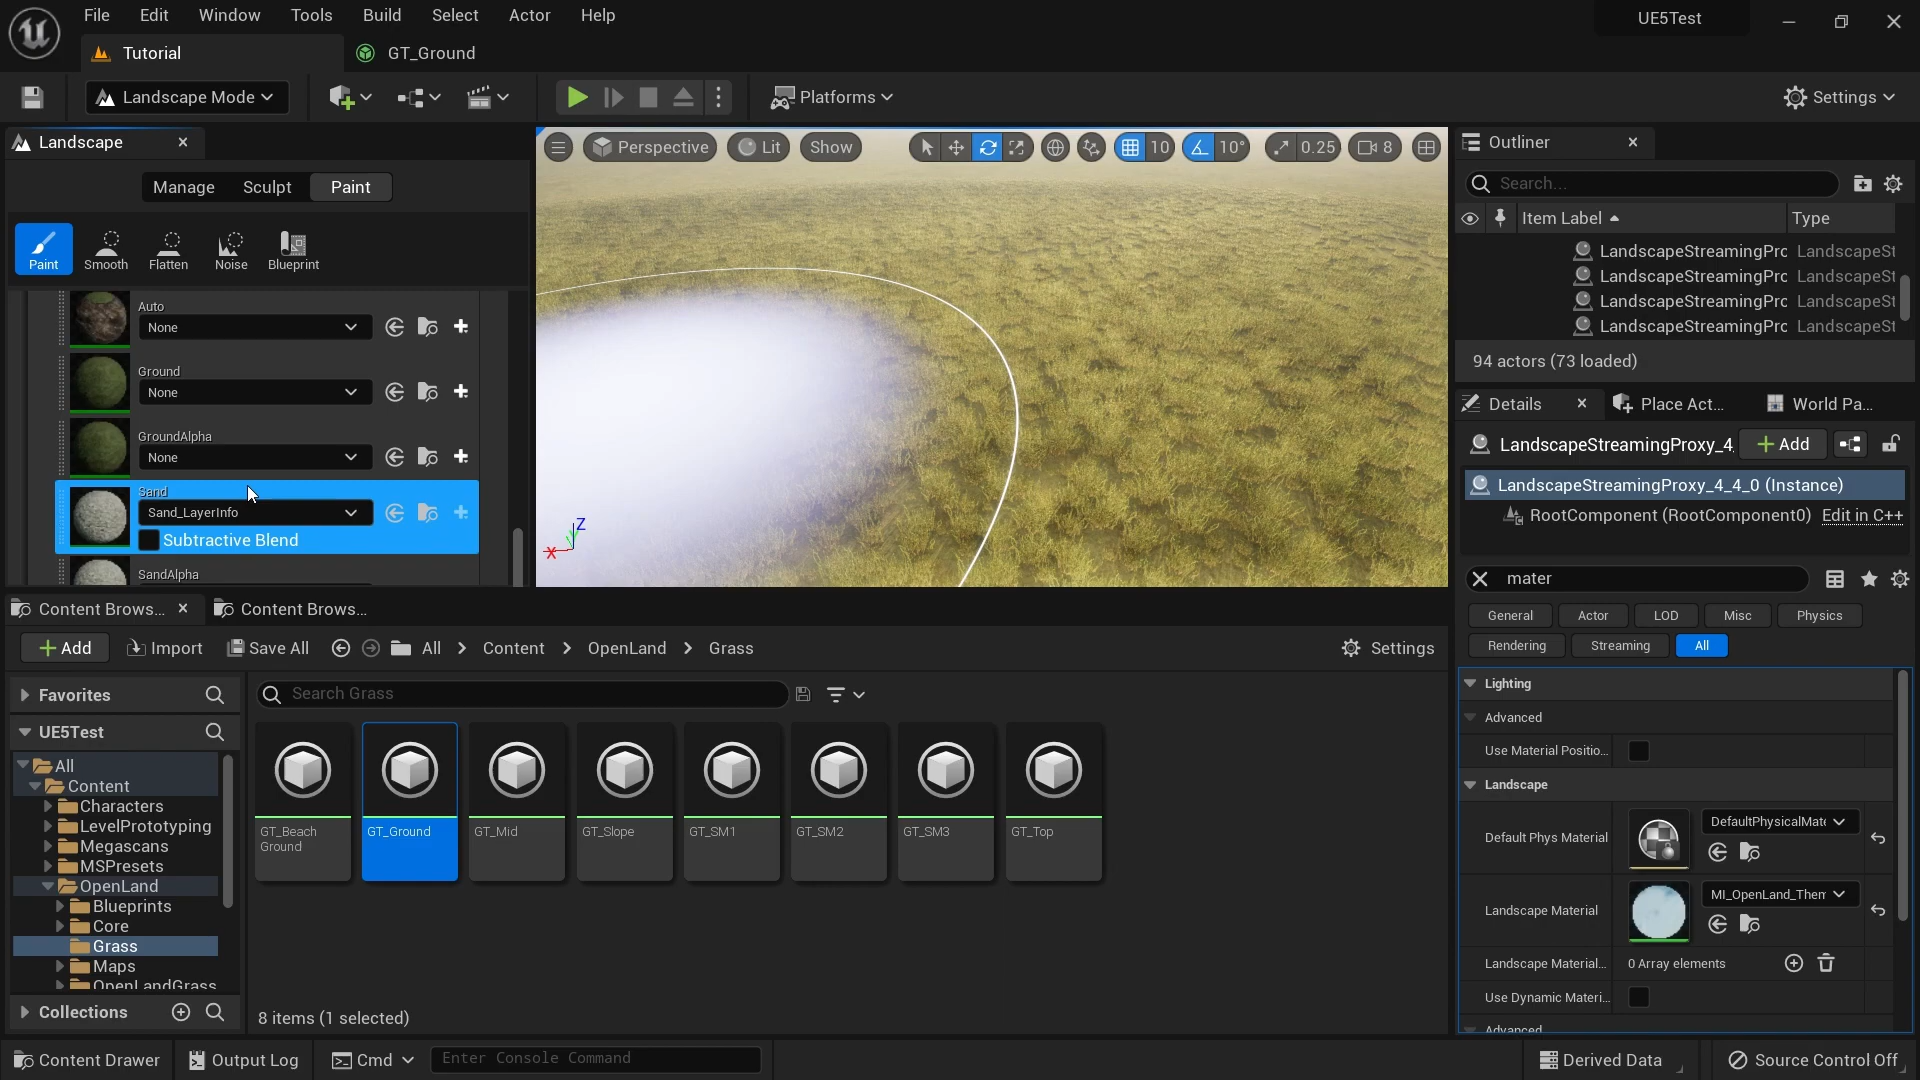 File Edit Window Tools Build Select Actor Help UE5Test
Tutorial GT_Ground
Landscape Mode Platforms Settings
Landscape
Manage Sculpt Paint
Paint Smooth Flatten Noise Blueprint
Auto
None
Ground
None
GroundAlpha
None
Sand
Sand_LayerInfo
Subtractive Blend
SandAlpha
Perspective Lit Show 10 10° 0.25 8
Z
X
Outliner
Search...
Item Label Type
LandscapeStreamingPrc LandscapeSt
LandscapeStreamingPrc LandscapeSt
LandscapeStreamingPrc LandscapeSt
LandscapeStreamingPrc LandscapeSt
94 actors (73 loaded)
Details Place Act... World Pa...
LandscapeStreamingProxy_4_ Add
LandscapeStreamingProxy_4_4_0 (Instance)
RootComponent (RootComponent0) Edit in C++
mater
General Actor LOD Misc Physics
Rendering Streaming All
Lighting
Advanced
Use Material Positio...
Landscape
Default Phys Material DefaultPhysicalMate
Landscape Material MI_OpenLand_Them
Landscape Material... 0 Array elements
Use Dynamic Materi...
Advanced
Content Brows... Content Brows...
Add Import Save All All Content OpenLand Grass Settings
Favorites
UE5Test
All
Content
Characters
LevelPrototyping
Megascans
MSPresets
OpenLand
Blueprints
Core
Grass
Maps
OpenLandGrass
Collections
Search Grass
GT_Beach
Ground
GT_Ground
GT_Mid
GT_Slope
GT_SM1
GT_SM2
GT_SM3
GT_Top
8 items (1 selected)
Content Drawer Output Log Cmd Enter Console Command Derived Data Source Control Off